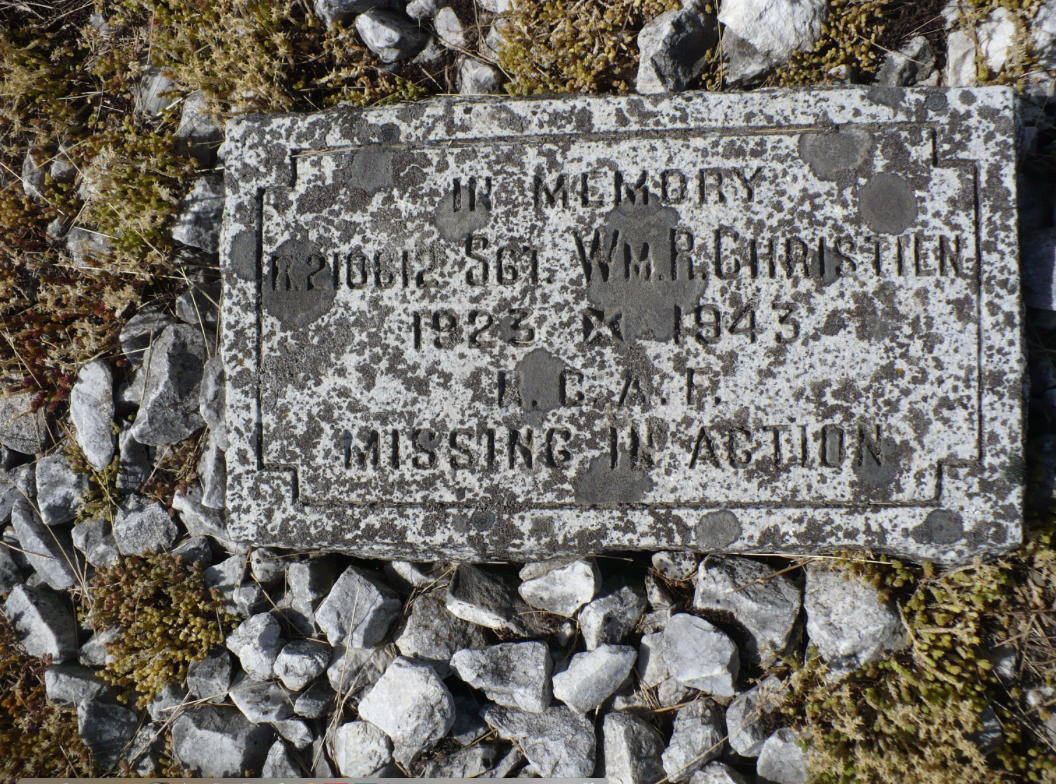 IN MEMORY
R.210612 SGT. WM.R.CHRISTIEN
1923 1943
R.C.A.F.
MISSING IN ACTION